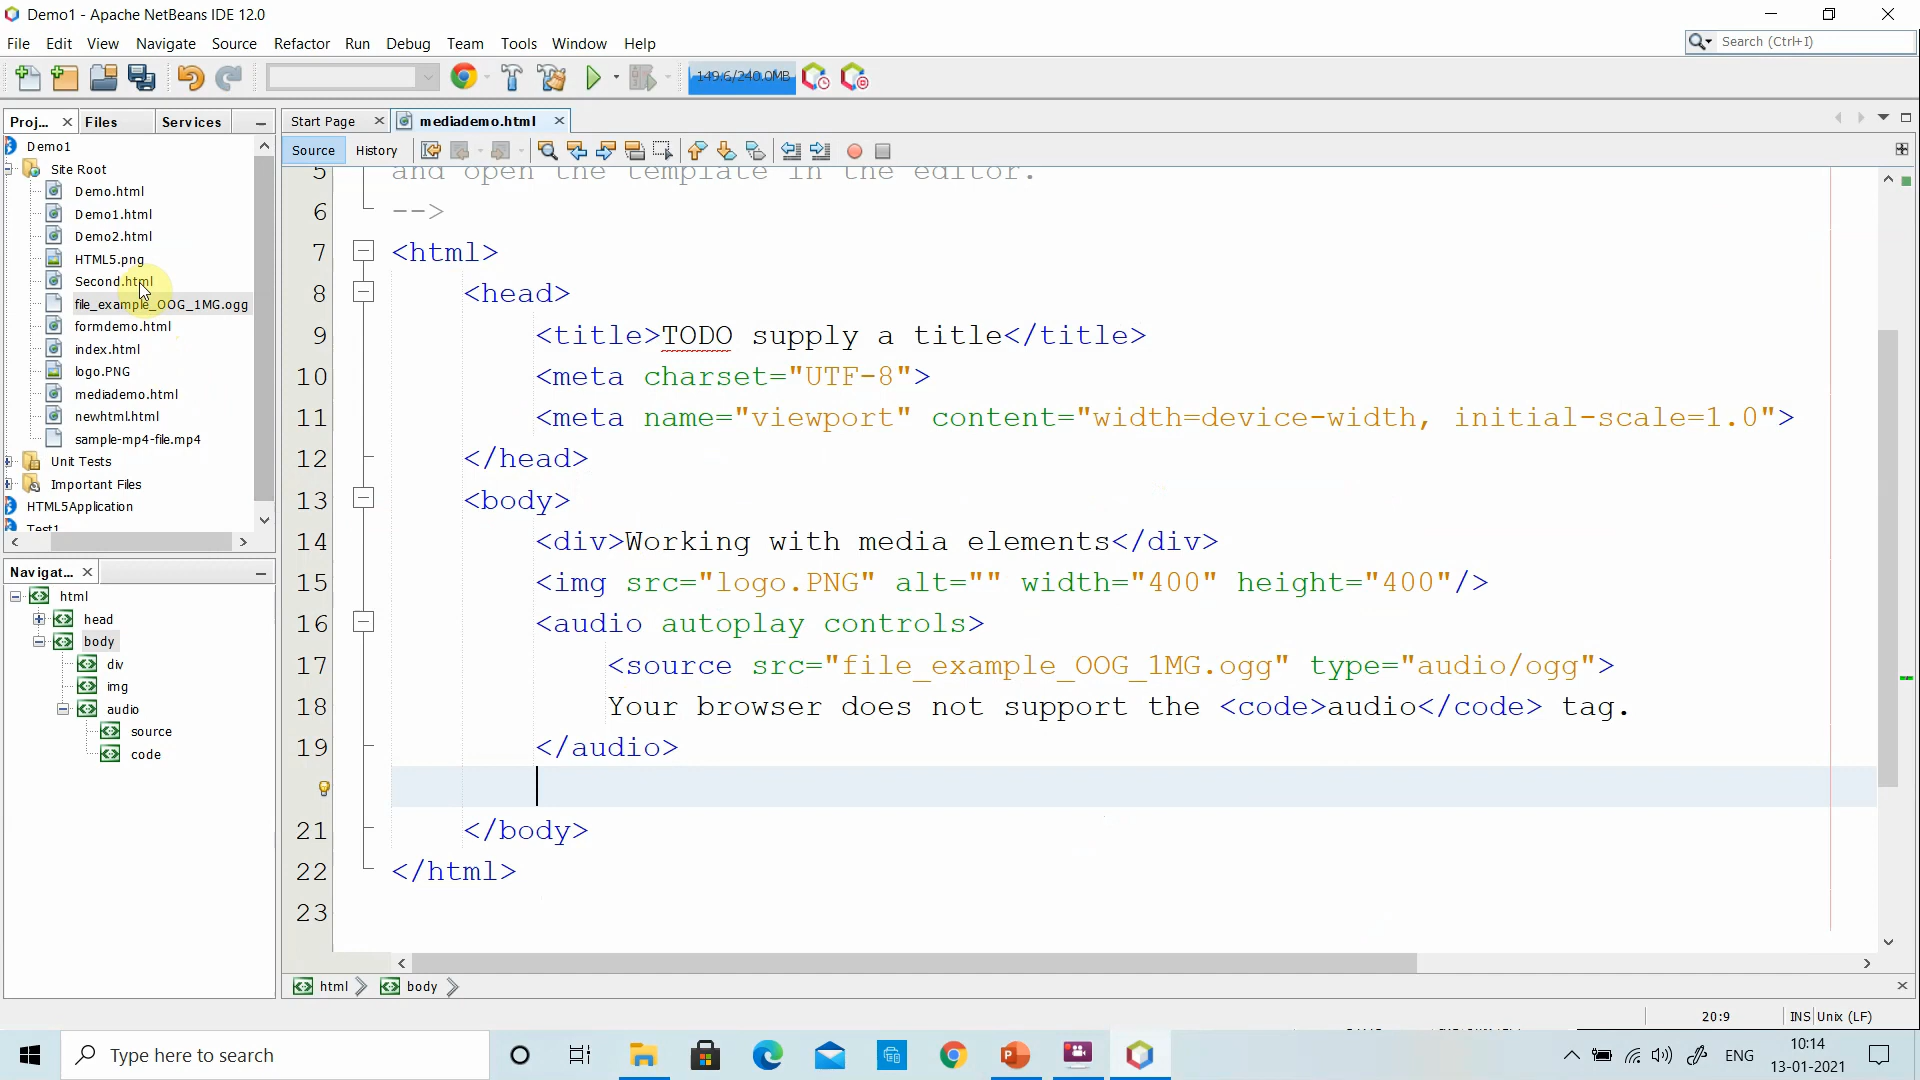 Demo1 - Apache NetBeans IDE 12.0
File Edit View Navigate Source Refactor Run Debug Team Tools Window Help
Search (Ctrl+I)
149.6/240.0MB
Proj... Files Services
Start Page mediademo.html
Source History
Demo1
Site Root
Demo.html
Demo1.html
Demo2.html
HTML5.png
Second.html
file_example_OOG_1MG.ogg
formdemo.html
index.html
logo.PNG
mediademo.html
newhtml.html
sample-mp4-file.mp4
Unit Tests
Important Files
HTML5Application
Test1
Navigat...
html
head
body
div
img
audio
source
code
5 and open the template in the editor.
6 -->
7 <html>
8 <head>
9 <title>TODO supply a title</title>
10 <meta charset="UTF-8">
11 <meta name="viewport" content="width=device-width, initial-scale=1.0">
12 </head>
13 <body>
14 <div>Working with media elements</div>
15 <img src="logo.PNG" alt="" width="400" height="400"/>
16 <audio autoplay controls>
17 <source src="file_example_OOG_1MG.ogg" type="audio/ogg">
18 Your browser does not support the <code>audio</code> tag.
19 </audio>
21 </body>
22 </html>
23
html body
20:9 INS Unix (LF)
Type here to search
ENG
10:14
13-01-2021